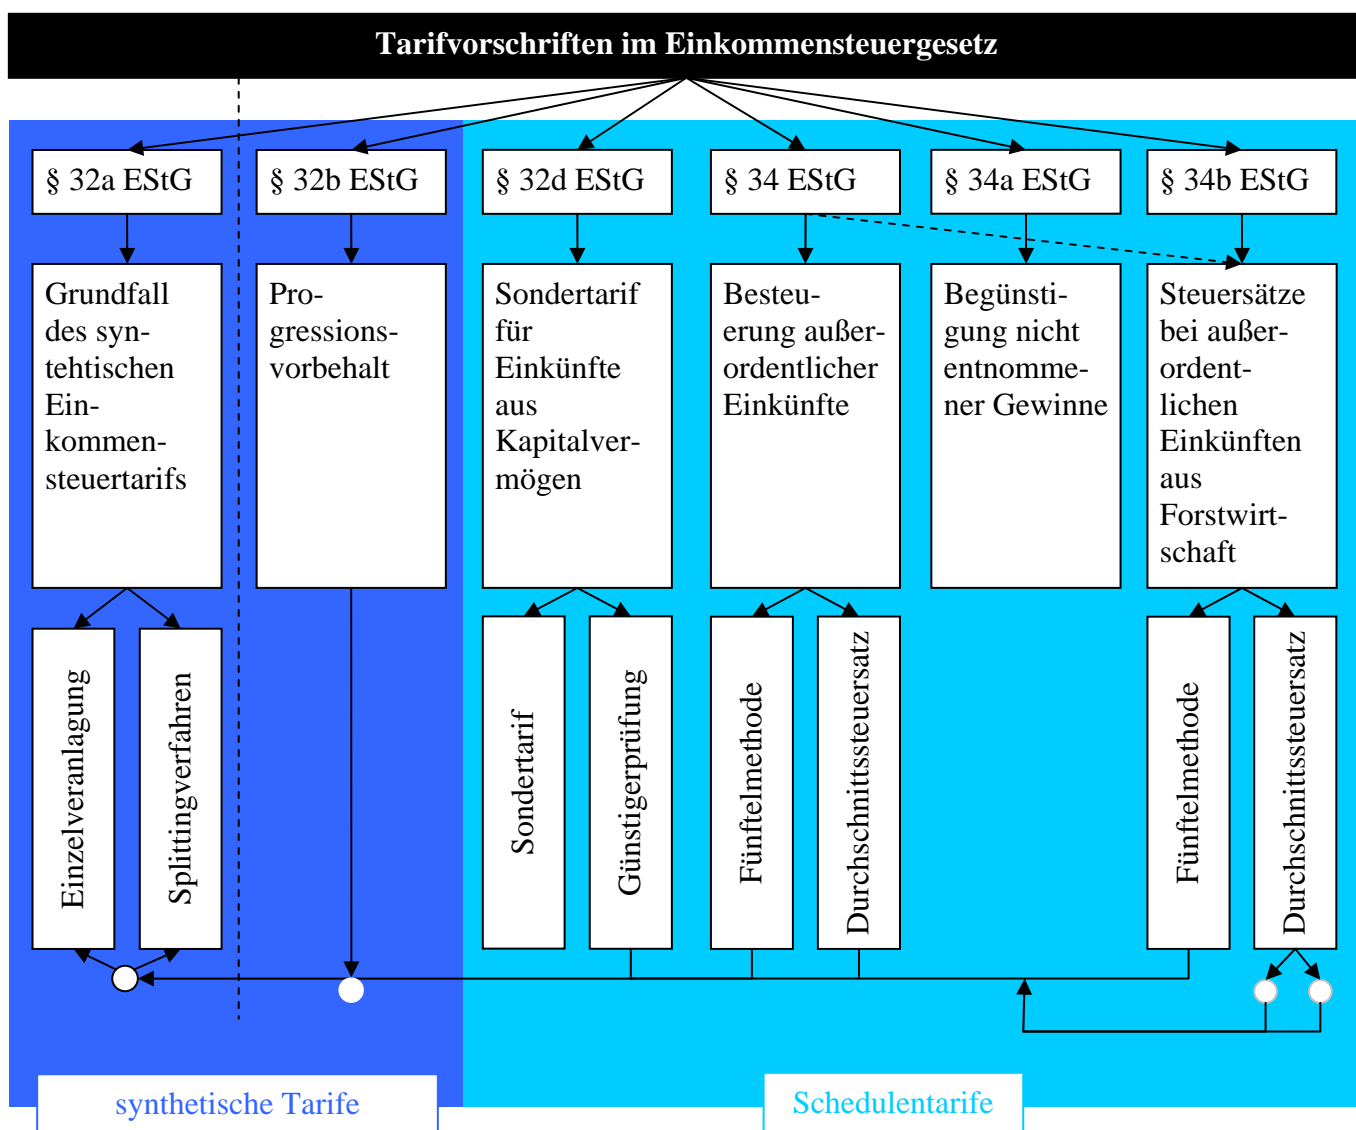 Tarifvorschriften im Einkommensteuergesetz
§ 32a EStG
§ 32b EStG
§ 32d EStG
§ 34 EStG
§ 34a EStG
§ 34b EStG
Grundfall
des syn-
tehtischen
Ein-
kommen-
steuertarifs
Pro-
gressions-
vorbehalt
Sondertarif
für
Einkünfte
aus
Kapitalver-
mögen
Besteu-
erung außer-
ordentlicher
Einkünfte
Begünsti-
gung nicht
entnomme-
ner Gewinne
Steuersätze
bei außer-
ordent-
lichen
Einkünften
aus
Forstwirt-
schaft
Einzelveranlagung
Splittingverfahren
Sondertarif
Günstigerprüfung
Fünftelmethode
Durchschnittssteuersatz
Fünftelmethode
Durchschnittssteuersatz
synthetische Tarife
Schedulentarife